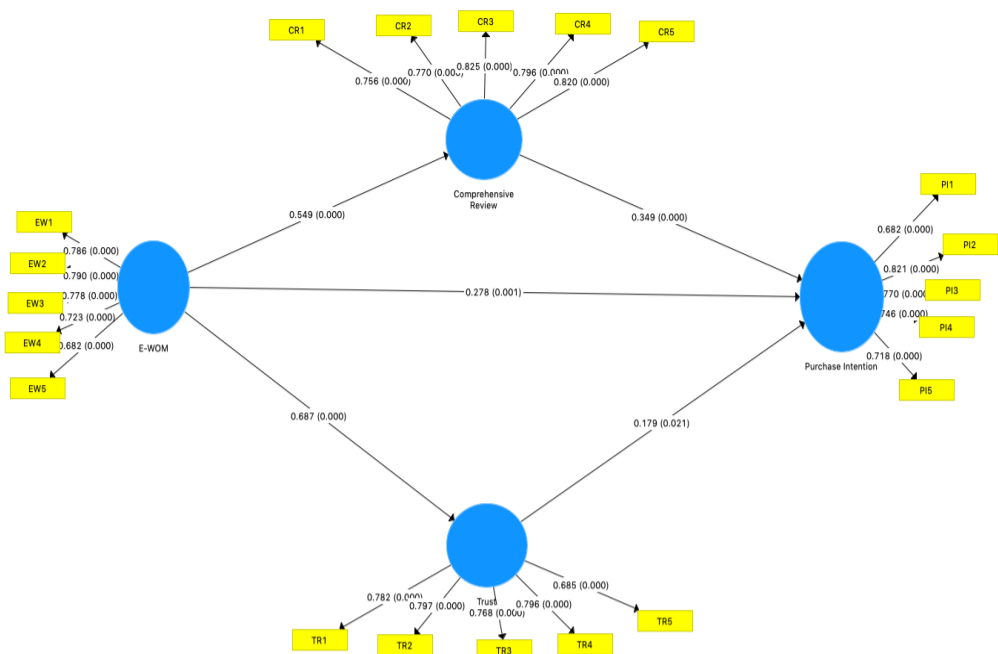 CR1
CR2
CR3
CR4
CR5
0.756 (0.000)
0.770 (0.000)
0.825 (0.000)
0.796 (0.000)
0.820 (0.000)
Comprehensive
Review
PI1
0.549 (0.000)
0.349 (0.000)
EW1
0.682 (0.000)
PI2
0.786 (0.000)
EW2
0.821 (0.000)
0.790 (0.000)
PI3
0.278 (0.001)
770 (0.000
0.778 (0.000)
EW3
746 (0.000)
0.723 (0.000)
PI4
EW4
0.682 (0.000)
E-WOM
0.718 (0.000)
Purchase Intention
EW5
PI5
0.687 (0.000)
0.179 (0.021)
0.685 (0.000)
0.782 (0.000)
Trust
0.797 (0.000)
0.768 (0.000)
0.796 (0.000)
TR5
TR1
TR2
TR3
TR4